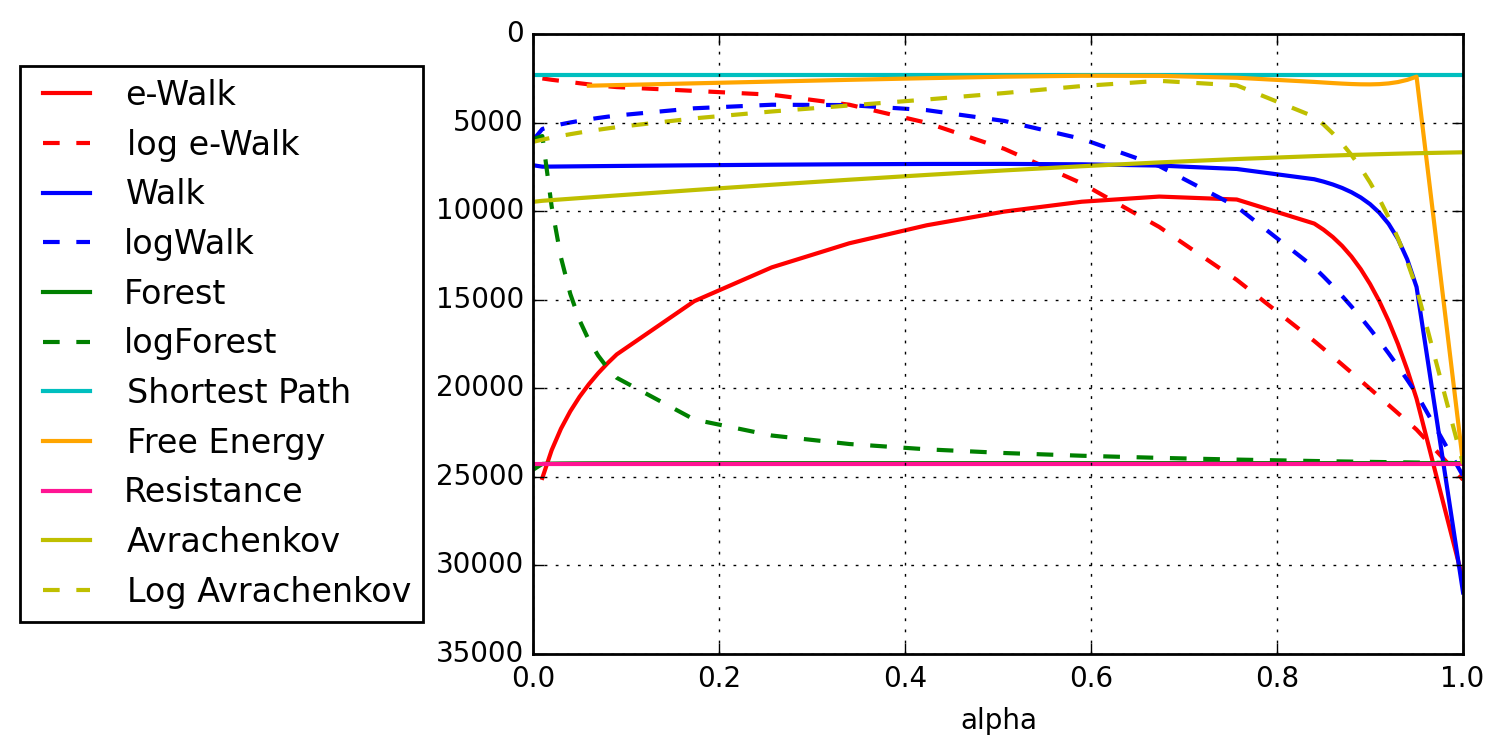 e-Walk
log e-Walk
Walk
logWalk
Forest
logForest
Shortest Path
Free Energy
Resistance
Avrachenkov
Log Avrachenkov
0
5000
10000
15000
20000
25000
30000
35000
0.0 0.2 0.4 0.6 0.8 1.0
alpha